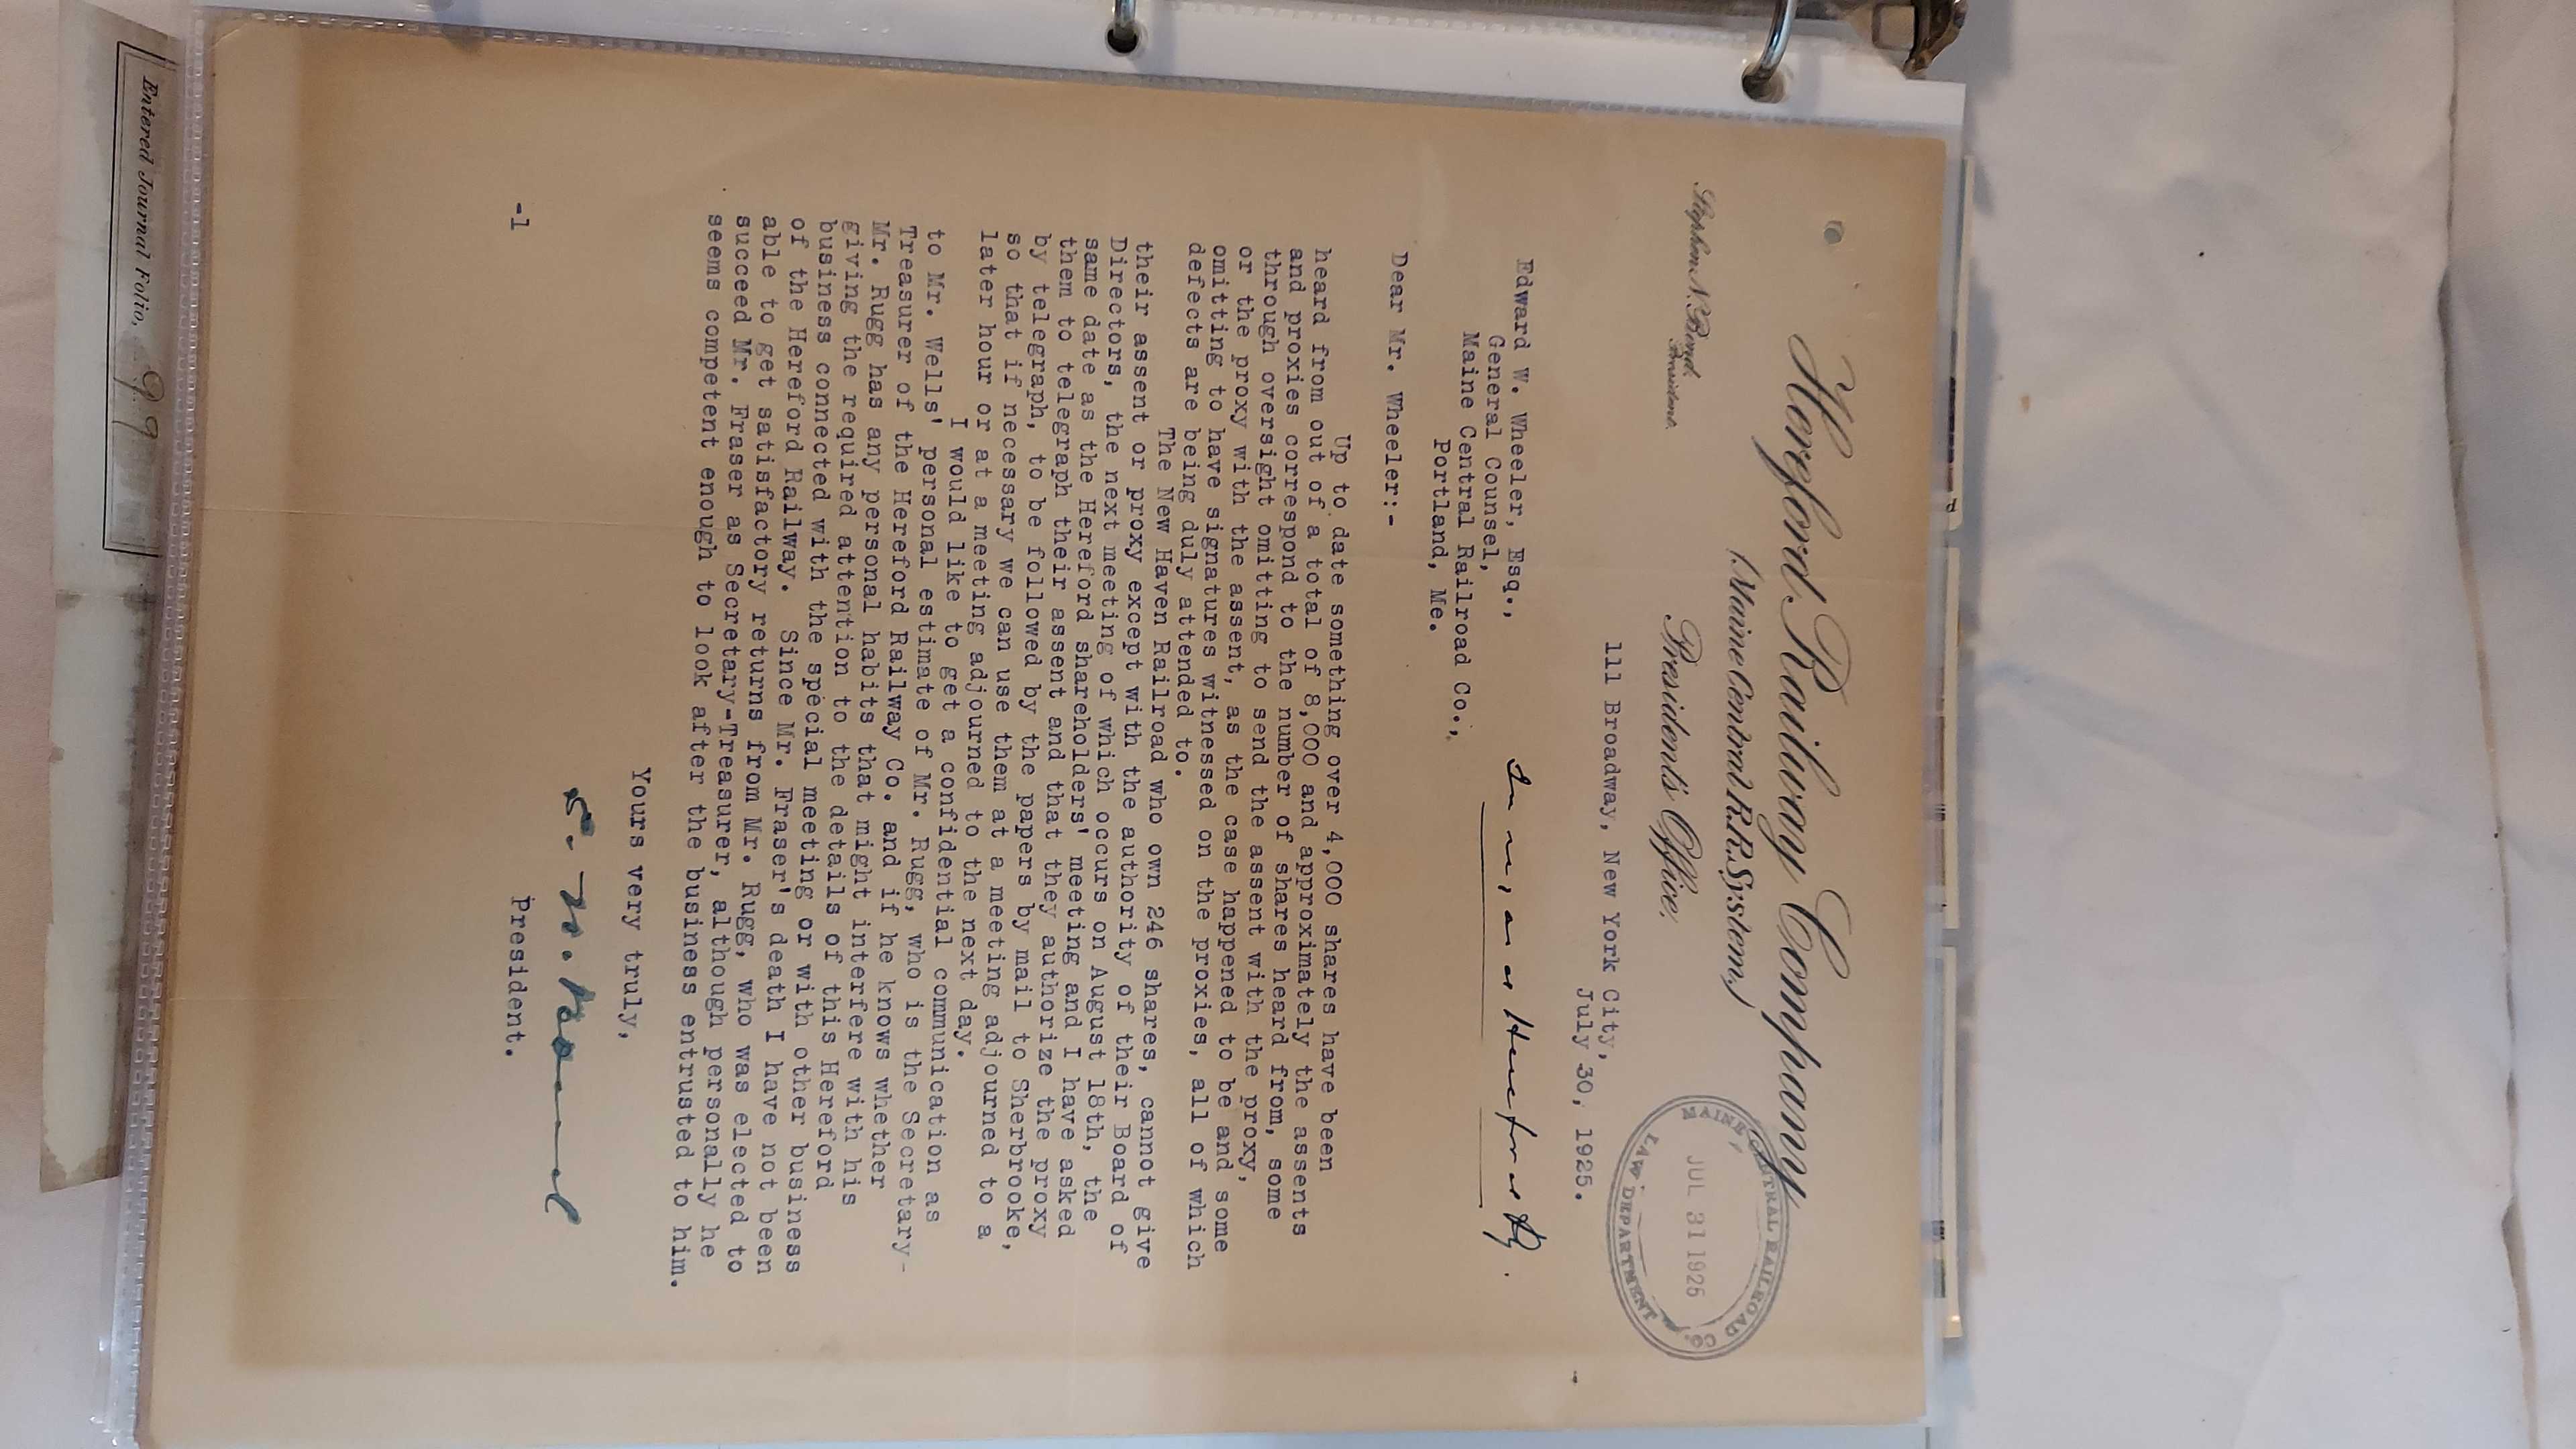 Hereford Railway Company
(Maine Central R.R. System.)
Stephen N. Bond.
President.
President's Office.
MAINE CENTRAL RAILROAD CO.
JUL 31 1925
LAW DEPARTMENT
111 Broadway, New York City,
July 30, 1925.
Edward W. Wheeler, Esq.,
General Counsel,
Maine Central Railroad Co.,
Portland, Me.
Dear Mr. Wheeler:-
Up to date something over 4,000 shares have been
heard from out of a total of 8,000 and approximately the assents
and proxies correspond to the number of shares heard from, some
through oversight omitting to send the assent with the proxy,
or the proxy with the assent, as the case happened to be and some
omitting to have signatures witnessed on the proxies, all of which
defects are being duly attended to.
The New Haven Railroad who own 246 shares, cannot give
their assent or proxy except with the authority of their Board of
Directors, the next meeting of which occurs on August 18th, the
same date as the Hereford shareholders' meeting and I have asked
them to telegraph their assent and that they authorize the proxy
by telegraph, to be followed by the papers by mail to Sherbrooke,
so that if necessary we can use them at a meeting adjourned to a
later hour or at a meeting adjourned to the next day.
I would like to get a confidential communication as
to Mr. Wells' personal estimate of Mr. Rugg, who is the Secretary-
Treasurer of the Hereford Railway Co. and if he knows whether
Mr. Rugg has any personal habits that might interfere with his
giving the required attention to the details of this Hereford
business connected with the special meeting or with other business
of the Hereford Railway. Since Mr. Fraser's death I have not been
able to get satisfactory returns from Mr. Rugg, who was elected to
succeed Mr. Fraser as Secretary-Treasurer, although personally he
seems competent enough to look after the business entrusted to him.
Yours very truly,
S. N. Bond
President.
-1
Entered Journal Folio, 99